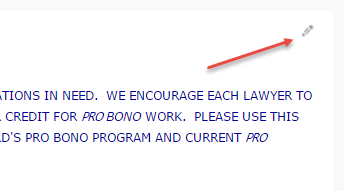 ATIONS IN NEED. WE ENCOURAGE EACH LAWYER TO
CREDIT FOR PRO BONO WORK. PLEASE USE THIS
D'S PRO BONO PROGRAM AND CURRENT PRO